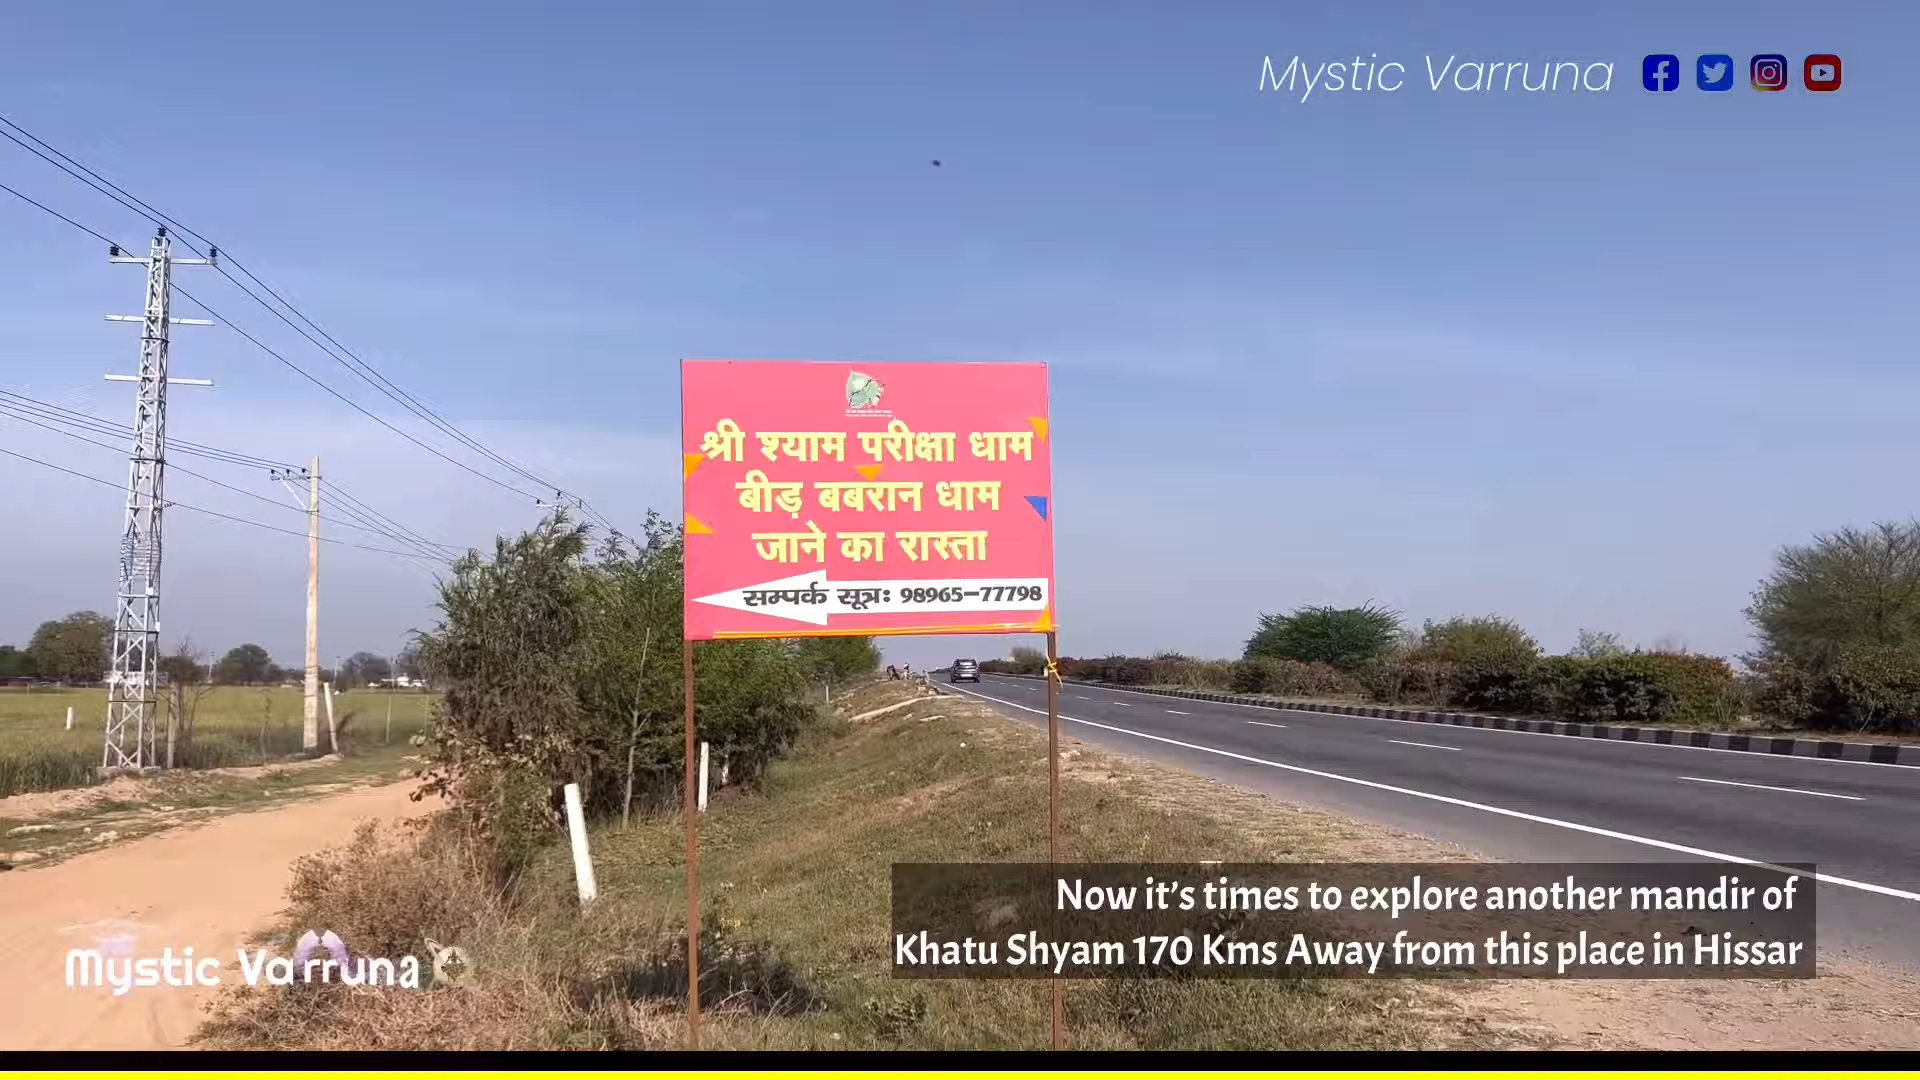 Mystic Varruna
श्री श्याम परीक्षा धाम
बीड़ बबरान धाम
जाने का रास्ता
सम्पर्क सूत्रः 98965-77798
Now it's times to explore another mandir of
Khatu Shyam 170 Kms Away from this place in Hissar
Mystic Varruna